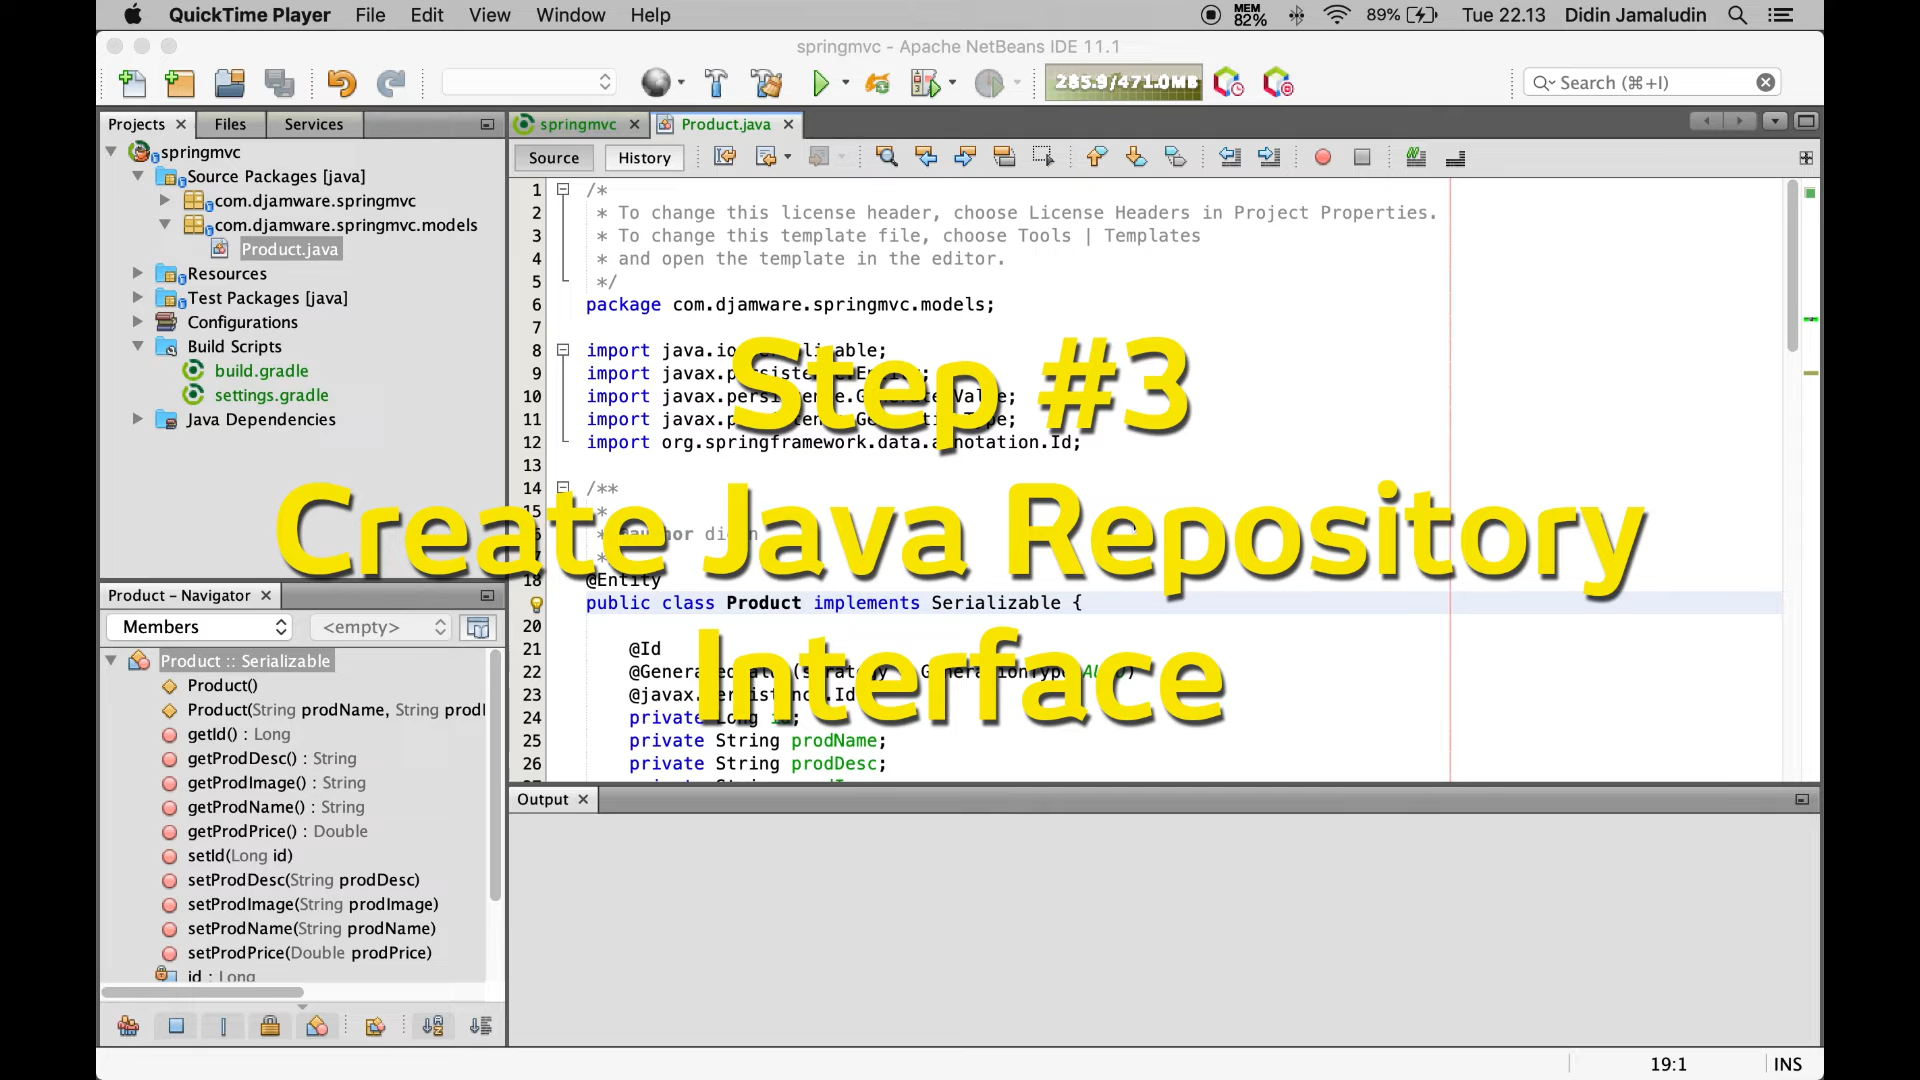 QuickTime Player File Edit View Window Help MEM 82% 89% Tue 22.13 Didin Jamaludin
springmvc - Apache NetBeans IDE 11.1
285.9/471.0MB Search (⌘+I)
Projects Files Services
springmvc
Source Packages [java]
com.djamware.springmvc
com.djamware.springmvc.models
Product.java
Resources
Test Packages [java]
Configurations
Build Scripts
build.gradle
settings.gradle
Java Dependencies
springmvc Product.java
Source History
1 /*
2 * To change this license header, choose License Headers in Project Properties.
3 * To change this template file, choose Tools | Templates
4 * and open the template in the editor.
5 */
6 package com.djamware.springmvc.models;
7
8 import
9 import
10 import
11 import
12 import org.springframework.data.annotation.Id;
13
14 /**
15 *
*
18 @Entity
public class Product implements Serializable {
20
21 @Id
22
23
24 private Long id;
25 private String prodName;
26 private String prodDesc;
Step #3
Create Java Repository
Interface
Product - Navigator
Members <empty>
Product :: Serializable
Product()
Product(String prodName, String prod
getId() : Long
getProdDesc() : String
getProdImage() : String
getProdName() : String
getProdPrice() : Double
setId(Long id)
setProdDesc(String prodDesc)
setProdImage(String prodImage)
setProdName(String prodName)
setProdPrice(Double prodPrice)
id : Long
Output
19:1 INS